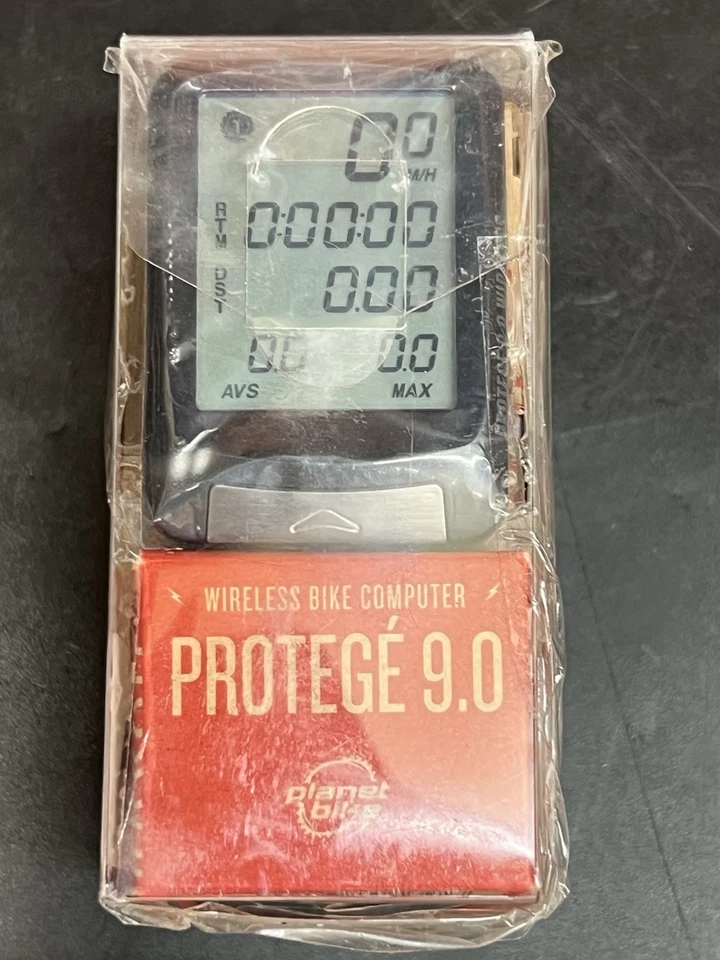 1
00
M/H
RTM 0:00:00
DST 0.00
0.0 0.0
AVS MAX
WIRELESS BIKE COMPUTER
PROTEGÉ 9.0
planet
bike